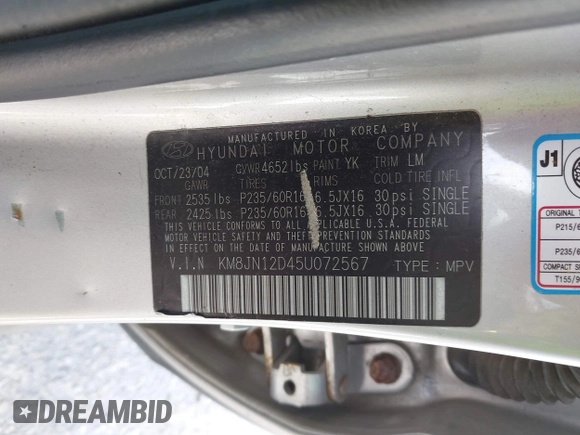 MANUFACTURED IN KOREA BY
HYUNDAI MOTOR COMPANY
OCT/23/04 GVWR 4652lbs PAINT YK TRIM LM
GAWR TIRES RIMS COLD TIRE INFL
FRONT 2535lbs P235/60R16 6.5JX16 30psi SINGLE
REAR 2425lbs P235/60R16 6.5JX16 30psi SINGLE
THIS VEHICLE CONFORMS TO ALL APPLICABLE U.S.A. FEDERAL
MOTOR VEHICLE SAFETY AND THEFT PREVENTION STANDARDS
IN EFFECT ON THE DATE OF MANUFACTURE SHOWN ABOVE.
V.I.N KM8JN12D45U072567 TYPE: MPV
J1
ORIGINAL
P215/6
P235/6
T155/9
DREAMBID